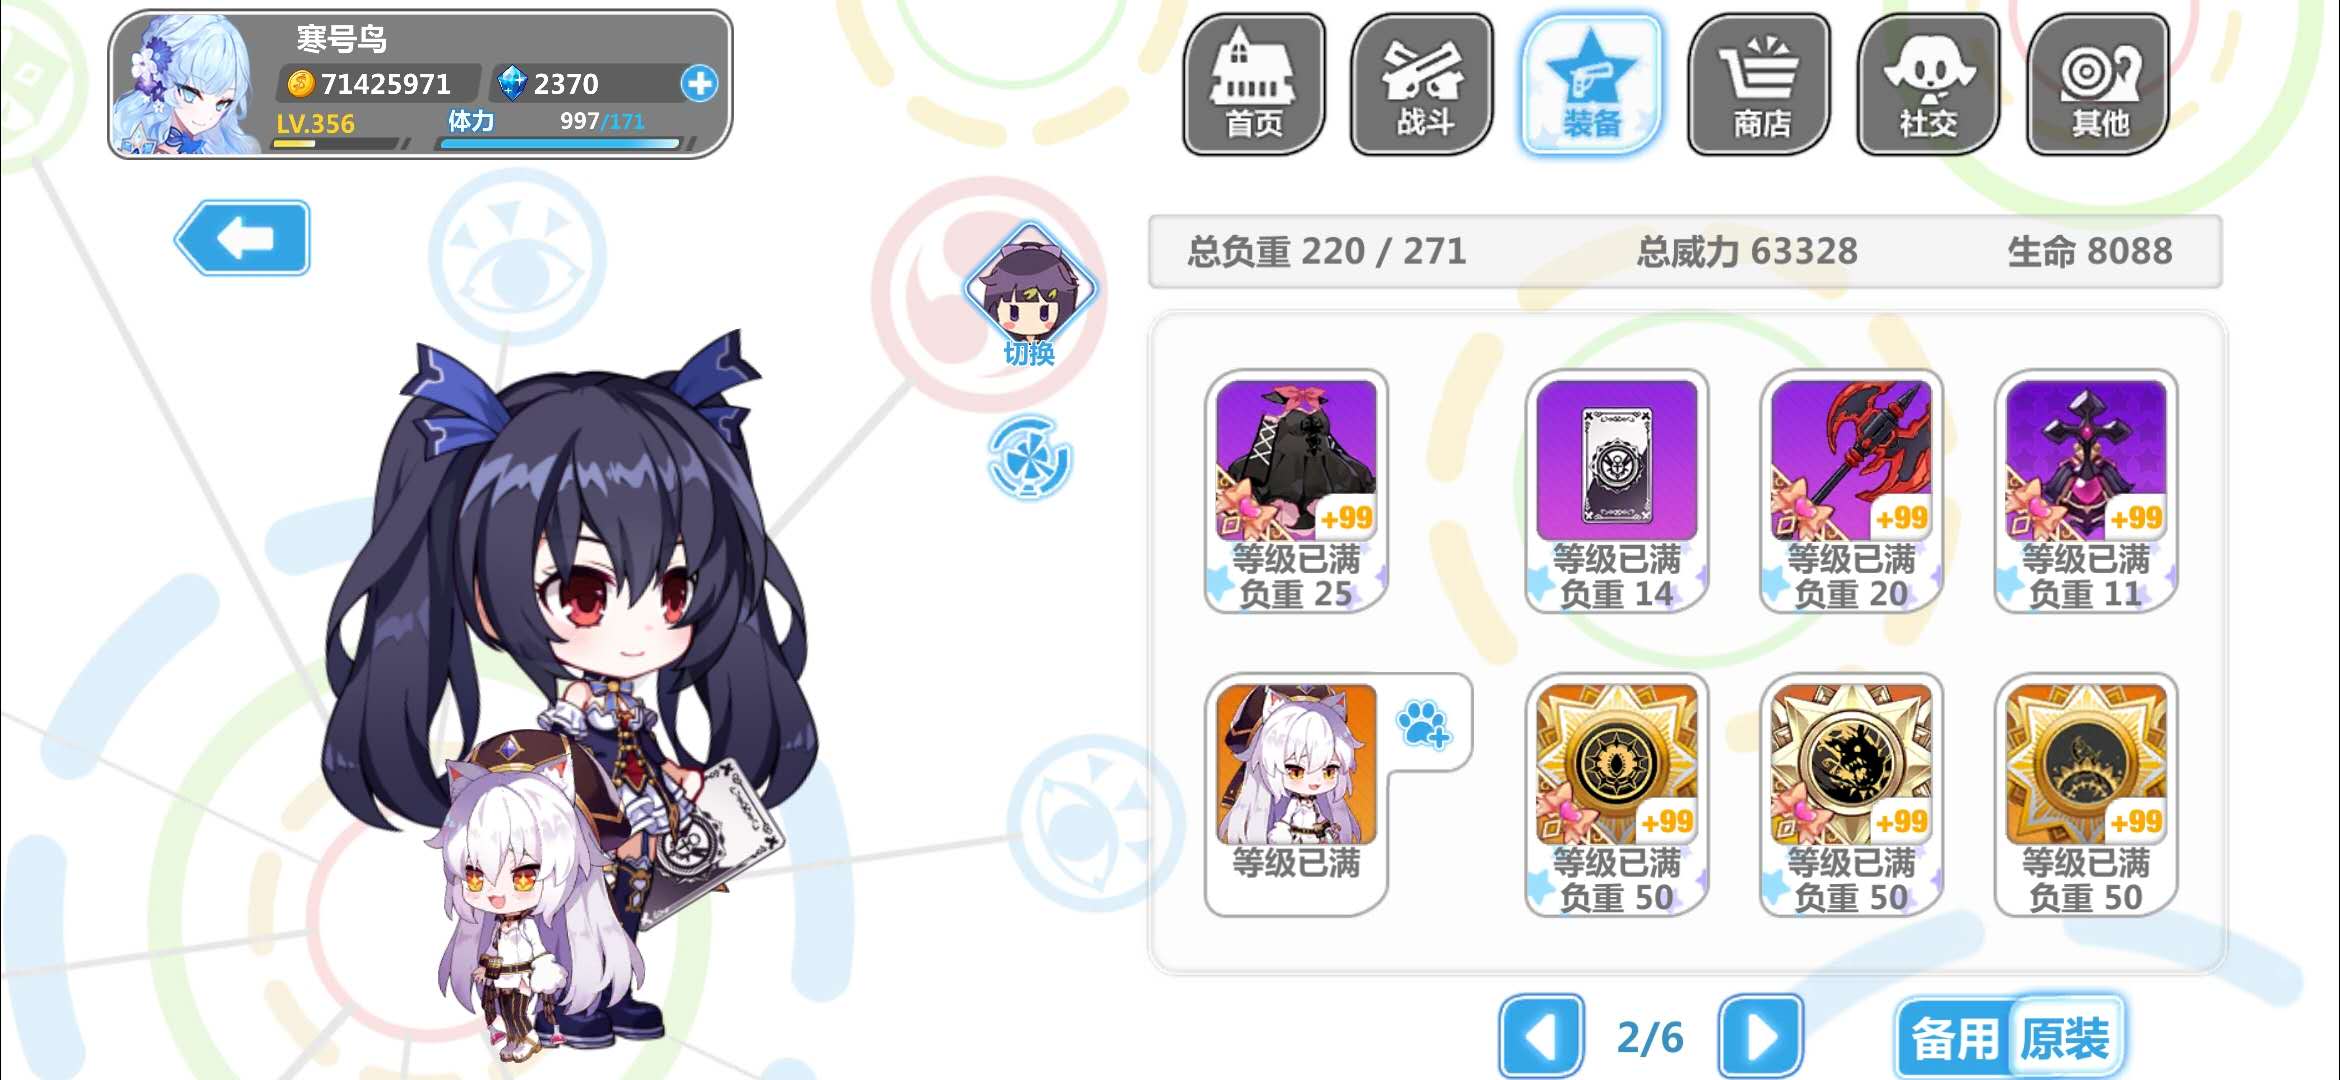 寒号鸟
71425971 2370
LV.356 体力 997/171
首页 战斗 装备 商店 社交 其他
总负重 220 / 271 总威力 63328 生命 8088
切换
+99 +99 +99
等级已满 等级已满 等级已满 等级已满
负重 25 负重 14 负重 20 负重 11
+99 +99 +99
等级已满 等级已满 等级已满 等级已满
负重 50 负重 50 负重 50
2/6 备用 原装